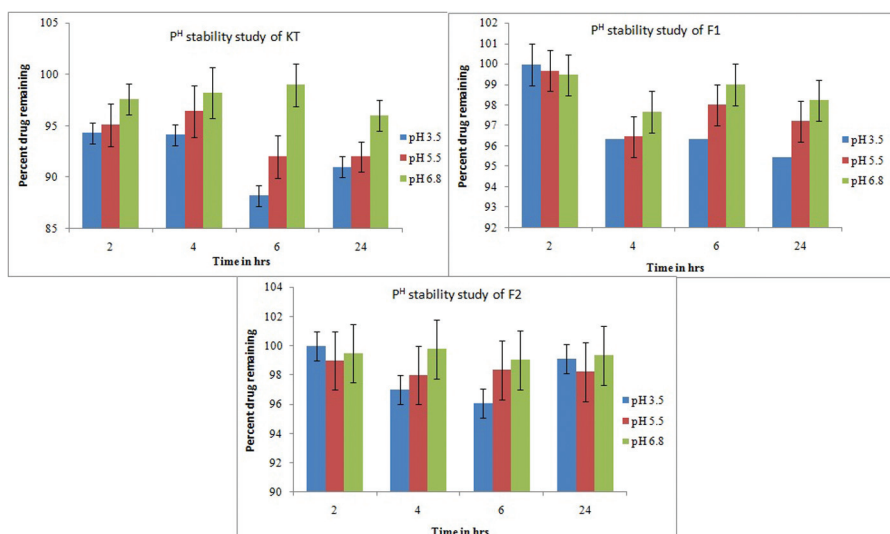 P^H stability study of KT
100
95
90
85
Percent drug remaining
2 4 6 24
Time in hrs
pH 3.5
pH 5.5
pH 6.8
P^H stability study of F1
101
100
99
98
97
96
95
94
93
92
Percent drug remaining
2 4 6 24
Time in hrs
pH 3.5
pH 5.5
pH 6.8
P^H stability study of F2
104
102
100
98
96
94
92
90
Percent drug remaining
2 4 6 24
Time in hrs
pH 3.5
pH 5.5
pH 6.8